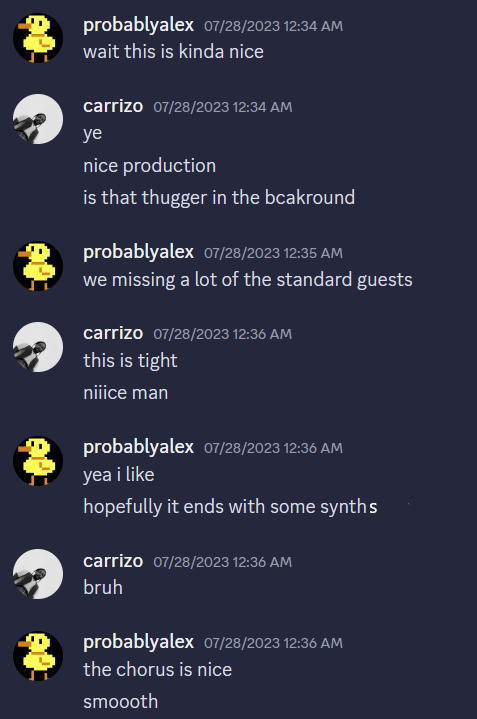 probablyalex 07/28/2023 12:34 AM
wait this is kinda nice
carrizo 07/28/2023 12:34 AM
ye
nice production
is that thugger in the bcakround
probablyalex 07/28/2023 12:35 AM
we missing a lot of the standard guests
carrizo 07/28/2023 12:36 AM
this is tight
niiice man
probablyalex 07/28/2023 12:36 AM
yea i like
hopefully it ends with some synths
carrizo 07/28/2023 12:36 AM
bruh
probablyalex 07/28/2023 12:36 AM
the chorus is nice
smoooth